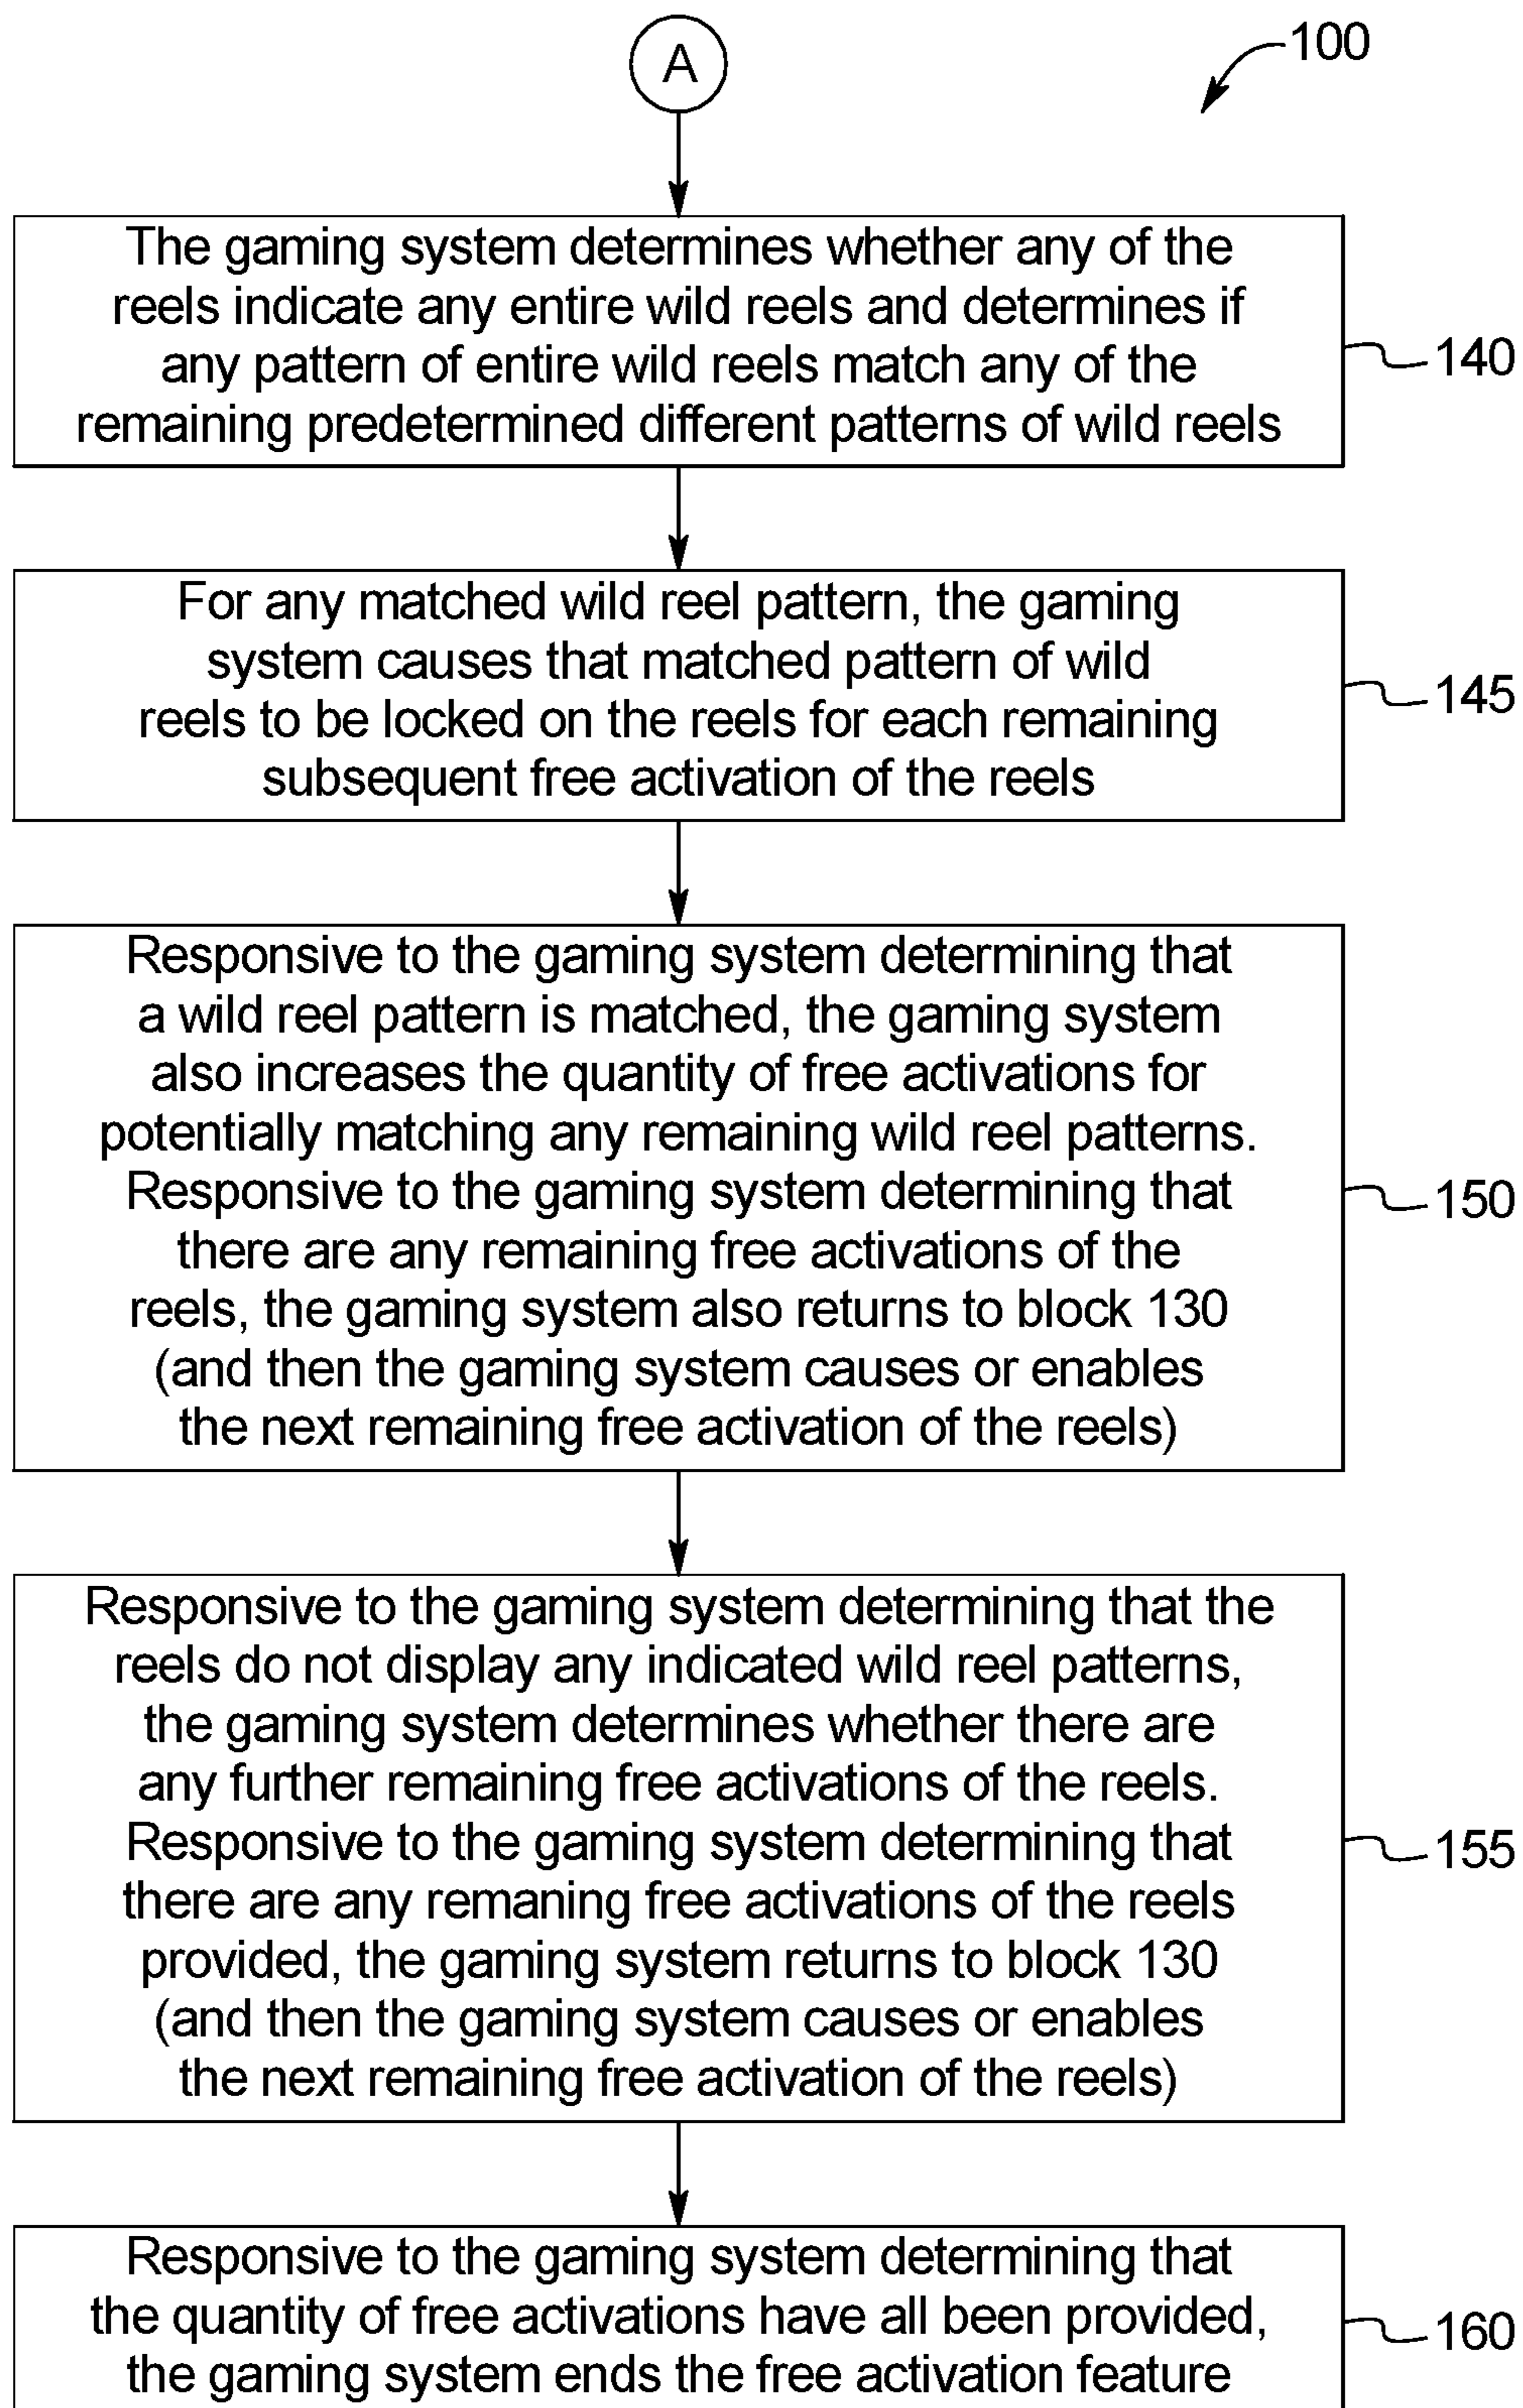 A
100
The gaming system determines whether any of the
reels indicate any entire wild reels and determines if
any pattern of entire wild reels match any of the
remaining predetermined different patterns of wild reels
140
For any matched wild reel pattern, the gaming
system causes that matched pattern of wild
reels to be locked on the reels for each remaining
subsequent free activation of the reels
145
Responsive to the gaming system determining that
a wild reel pattern is matched, the gaming system
also increases the quantity of free activations for
potentially matching any remaining wild reel patterns.
Responsive to the gaming system determining that
there are any remaining free activations of the
reels, the gaming system also returns to block 130
(and then the gaming system causes or enables
the next remaining free activation of the reels)
150
Responsive to the gaming system determining that the
reels do not display any indicated wild reel patterns,
the gaming system determines whether there are
any further remaining free activations of the reels.
Responsive to the gaming system determining that
there are any remaning free activations of the reels
provided, the gaming system returns to block 130
(and then the gaming system causes or enables
the next remaining free activation of the reels)
155
Responsive to the gaming system determining that
the quantity of free activations have all been provided,
the gaming system ends the free activation feature
160